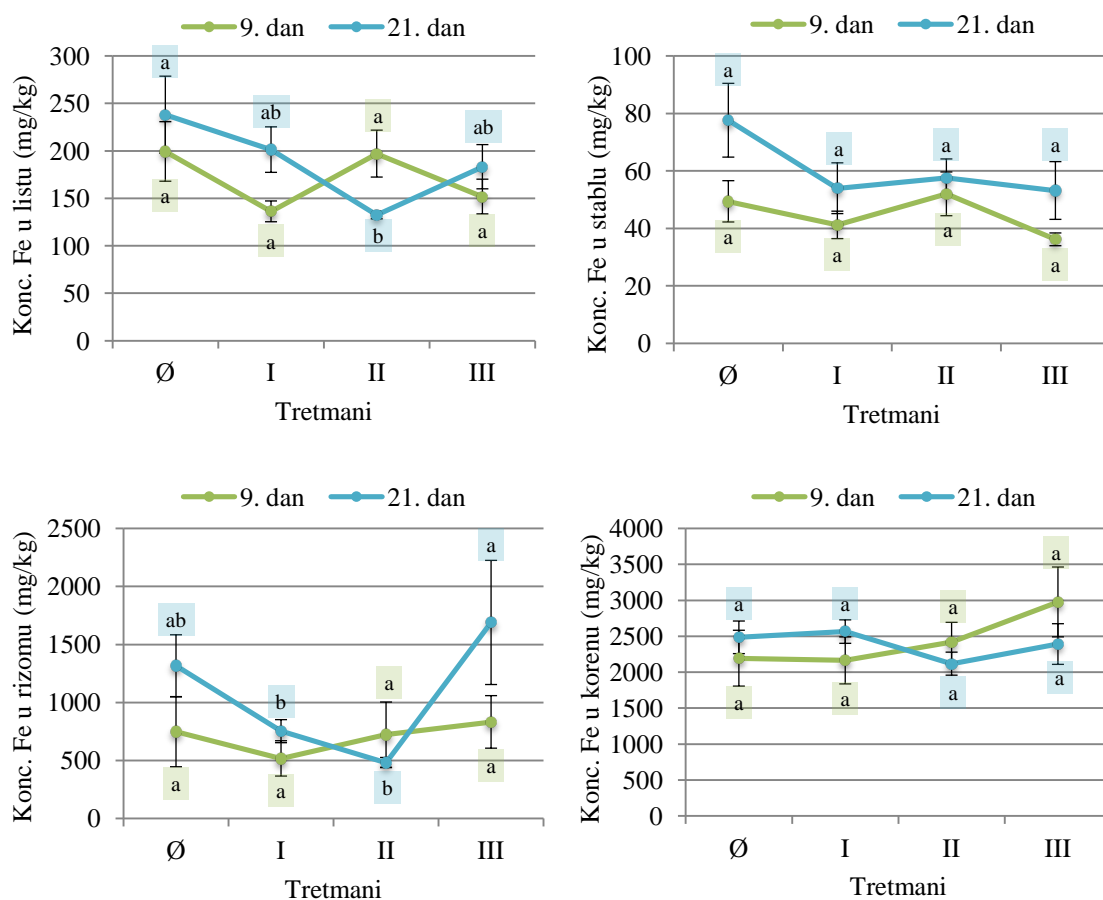 9. dan 21. dan
Konc. Fe u listu (mg/kg)
300
250
200
150
100
50
0
a
ab
a
ab
a
a
b
a
Ø I II III
Tretmani
9. dan 21. dan
Konc. Fe u stablu (mg/kg)
100
80
60
40
20
0
a
a
a
a
a
a
a
a
Ø I II III
Tretmani
9. dan 21. dan
Konc. Fe u rizomu (mg/kg)
2500
2000
1500
1000
500
0
ab
b
a
a
a
a
b
a
Ø I II III
Tretmani
9. dan 21. dan
Konc. Fe u korenu (mg/kg)
4000
3500
3000
2500
2000
1500
1000
500
0
a
a
a
a
a
a
a
a
Ø I II III
Tretmani